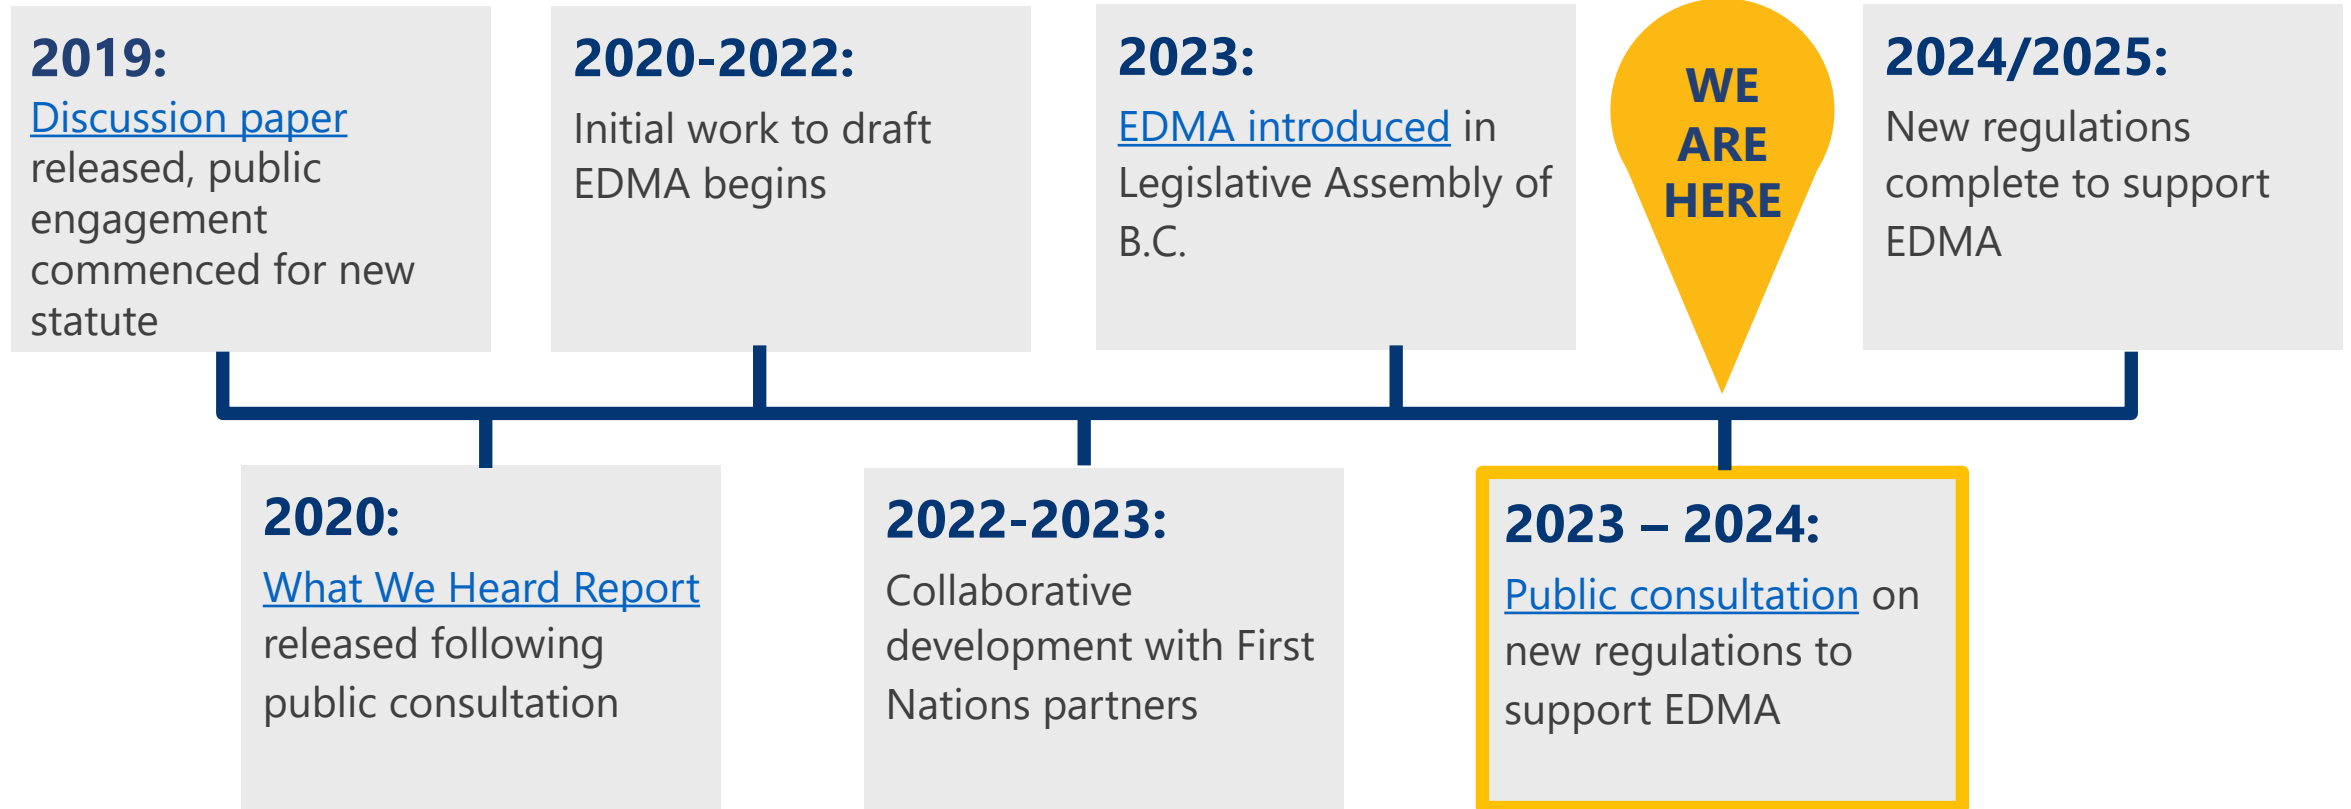 2019:
Discussion paper
released, public
engagement
commenced for new
statute
2020:
What We Heard Report
released following
public consultation
2020-2022:
Initial work to draft
EDMA begins
2022-2023:
Collaborative
development with First
Nations partners
2023:
EDMA introduced in
Legislative Assembly of
B.C.
WE
ARE
HERE
2023 – 2024:
Public consultation on
new regulations to
support EDMA
2024/2025:
New regulations
complete to support
EDMA